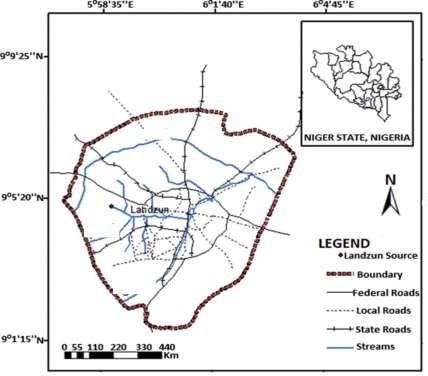 5°58'35''E 6°1'40''E 6°4'45''E
9°9'25''N
NIGER STATE, NIGERIA
9°5'20''N
Landzun
N
LEGEND
Landzun Source
Boundary
Federal Roads
Local Roads
State Roads
Streams
9°1'15''N
0 55 110 220 330 440
Km